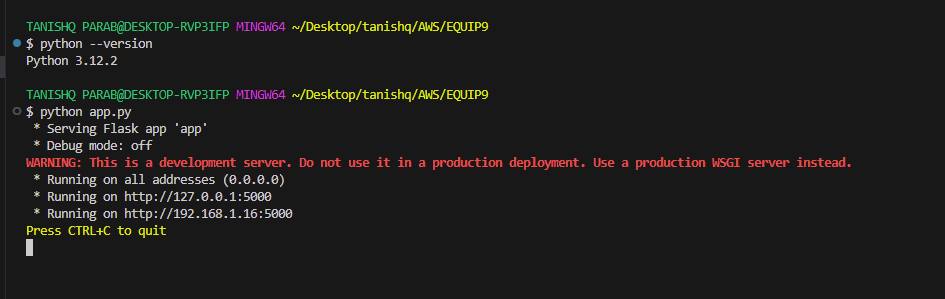 TANISHQ PARAB@DESKTOP-RVP3IFP MINGW64 ~/Desktop/tanishq/AWS/EQUIP9
$ python --version
Python 3.12.2
TANISHQ PARAB@DESKTOP-RVP3IFP MINGW64 ~/Desktop/tanishq/AWS/EQUIP9
$ python app.py
 * Serving Flask app 'app'
 * Debug mode: off
WARNING: This is a development server. Do not use it in a production deployment. Use a production WSGI server instead.
 * Running on all addresses (0.0.0.0)
 * Running on http://127.0.0.1:5000
 * Running on http://192.168.1.16:5000
Press CTRL+C to quit